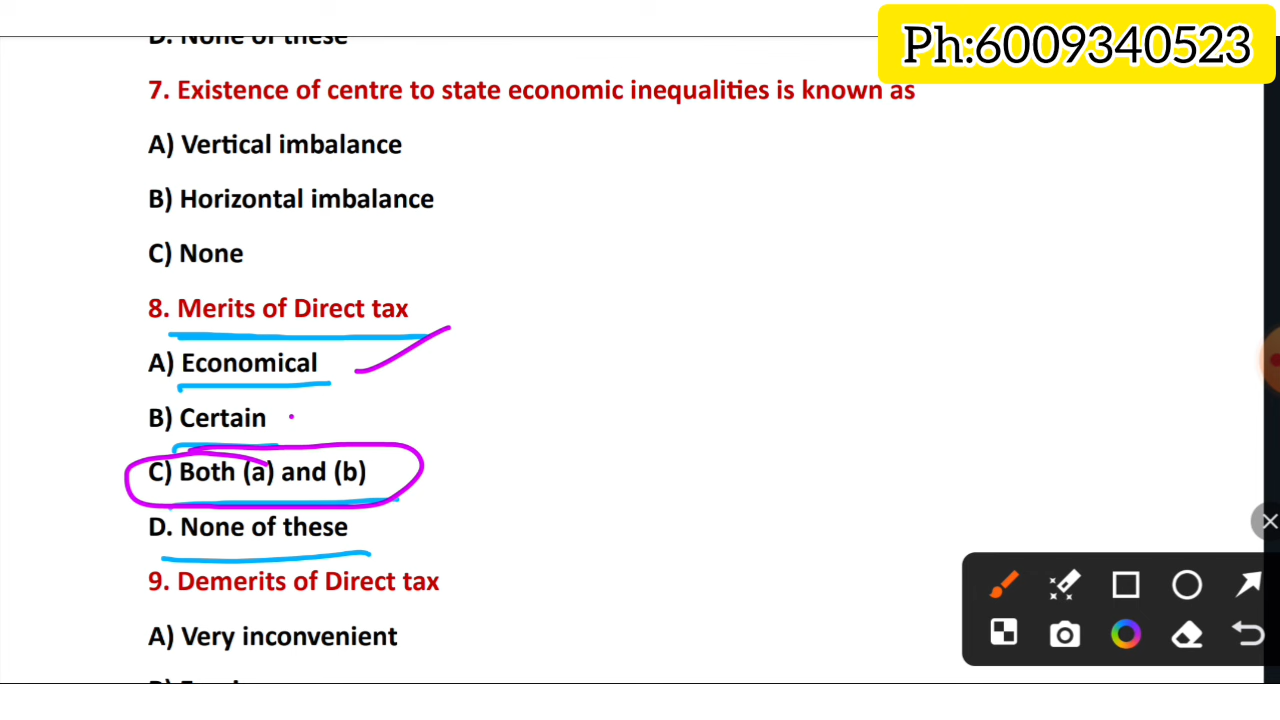 D. None of these
Ph:6009340523
7. Existence of centre to state economic inequalities is known as
A) Vertical imbalance
B) Horizontal imbalance
C) None
8. Merits of Direct tax
A) Economical
B) Certain
C) Both (a) and (b)
D. None of these
9. Demerits of Direct tax
A) Very inconvenient